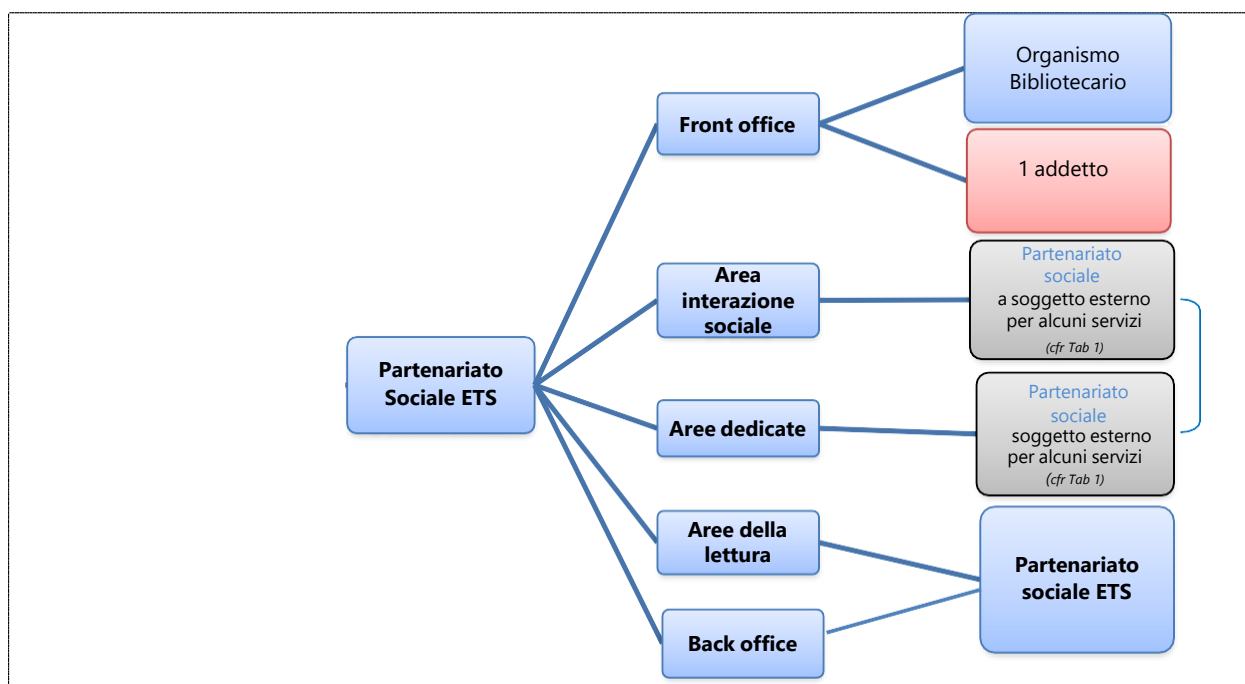 Organismo
Bibliotecario
Front office
1 addetto
Partenariato
sociale
a soggetto esterno
per alcuni servizi
(cfr Tab 1)
Area
interazione
sociale
Partenariato
Sociale ETS
Partenariato
sociale
soggetto esterno
per alcuni servizi
(cfr Tab 1)
Aree dedicate
Aree della
lettura
Partenariato
sociale ETS
Back office